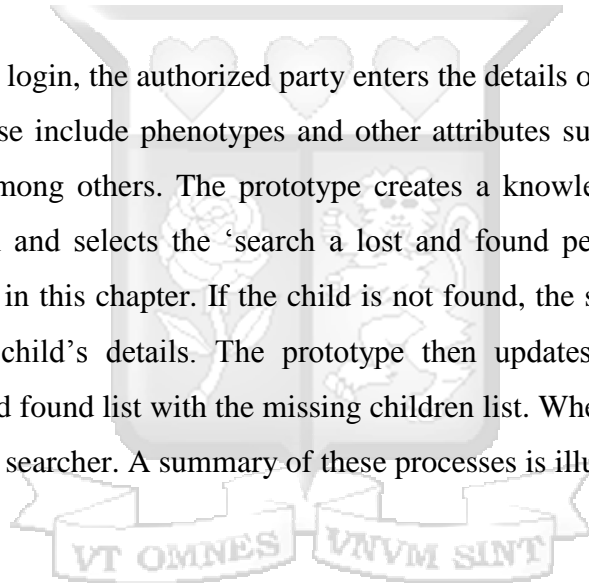 login, the authorized party enters the details o
se include phenotypes and other attributes su
mong others. The prototype creates a knowle
and selects the ‘search a lost and found pe
in this chapter. If the child is not found, the s
child’s details. The prototype then updates
d found list with the missing children list. Whe
searcher. A summary of these processes is illu
VT OMNES VNVM SINT